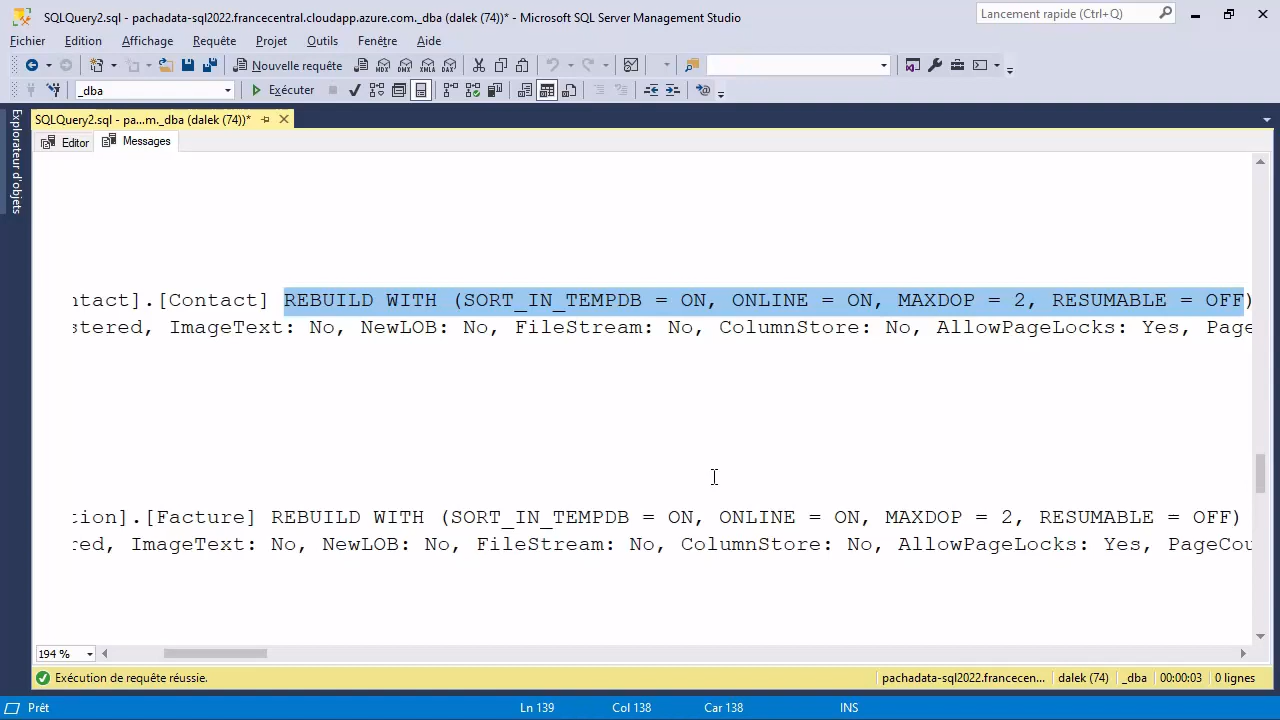 SQLQuery2.sql - pachadata-sql2022.francecentral.cloudapp.azure.com._dba (dalek (74))* - Microsoft SQL Server Management Studio
Lancement rapide (Ctrl+Q)
Fichier Edition Affichage Requête Projet Outils Fenêtre Aide
Nouvelle requête
MDX DMX XMLA DAX
_dba Exécuter
SQLQuery2.sql - pa...m._dba (dalek (74))*
Explorateur d'objets
Editor Messages
ntact].[Contact] REBUILD WITH (SORT_IN_TEMPDB = ON, ONLINE = ON, MAXDOP = 2, RESUMABLE = OFF)
stered, ImageText: No, NewLOB: No, FileStream: No, ColumnStore: No, AllowPageLocks: Yes, Page
tion].[Facture] REBUILD WITH (SORT_IN_TEMPDB = ON, ONLINE = ON, MAXDOP = 2, RESUMABLE = OFF)
red, ImageText: No, NewLOB: No, FileStream: No, ColumnStore: No, AllowPageLocks: Yes, PageCou
194 %
Exécution de requête réussie. pachadata-sql2022.francecen... dalek (74) _dba 00:00:03 0 lignes
Prêt Ln 139 Col 138 Car 138 INS